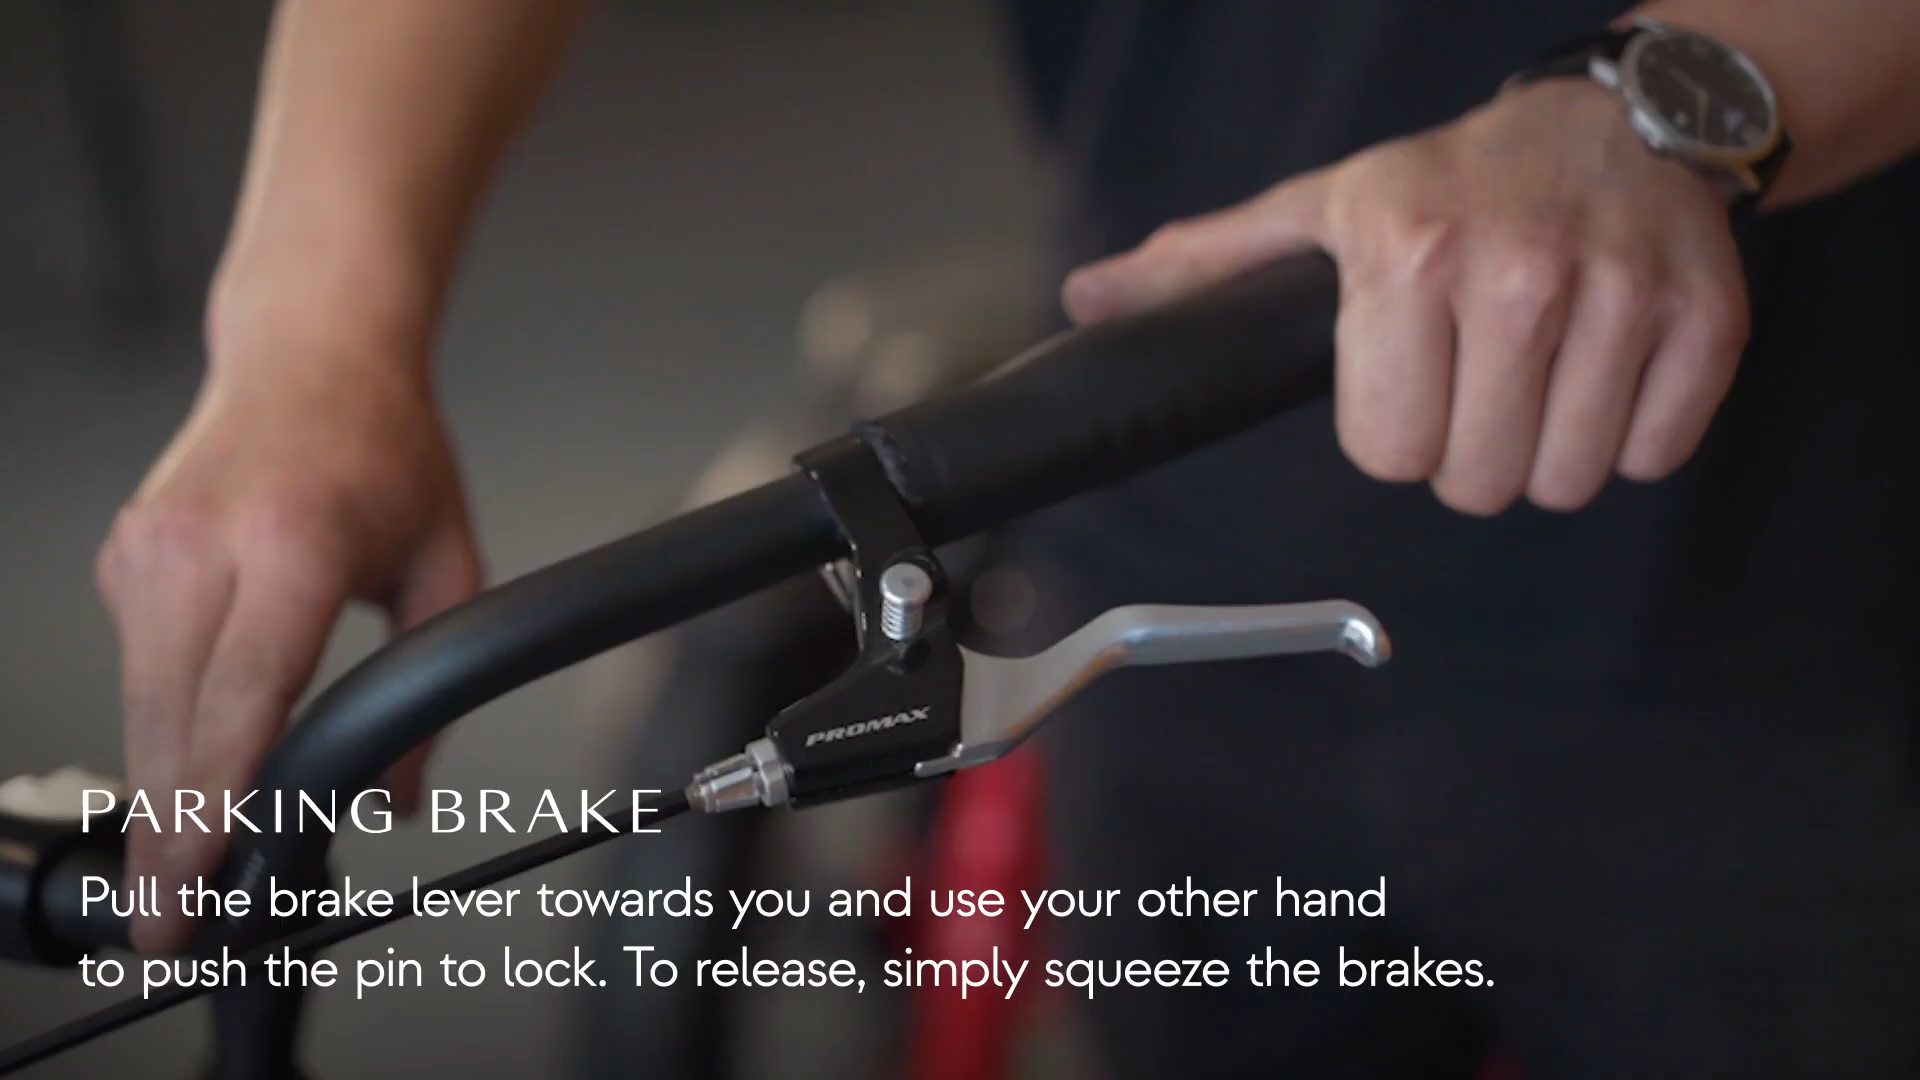 PROMAX
PARKING BRAKE
Pull the brake lever towards you and use your other hand
to push the pin to lock. To release, simply squeeze the brakes.